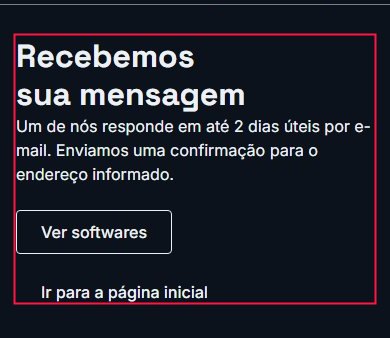 Recebemos
sua mensagem
Um de nós responde em até 2 dias úteis por e-
mail. Enviamos uma confirmação para o
endereço informado.
Ver softwares
Ir para a página inicial